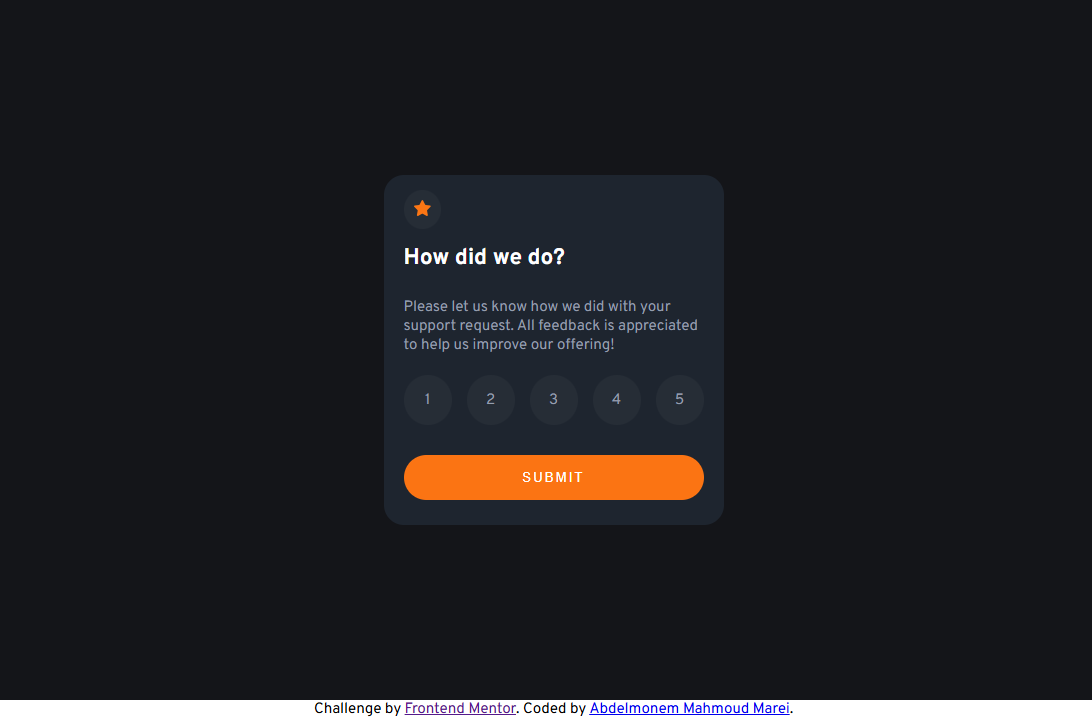 How did we do?
Please let us know how we did with your
support request. All feedback is appreciated
to help us improve our offering!
1 2 3 4 5
SUBMIT
Challenge by Frontend Mentor. Coded by Abdelmonem Mahmoud Marei.